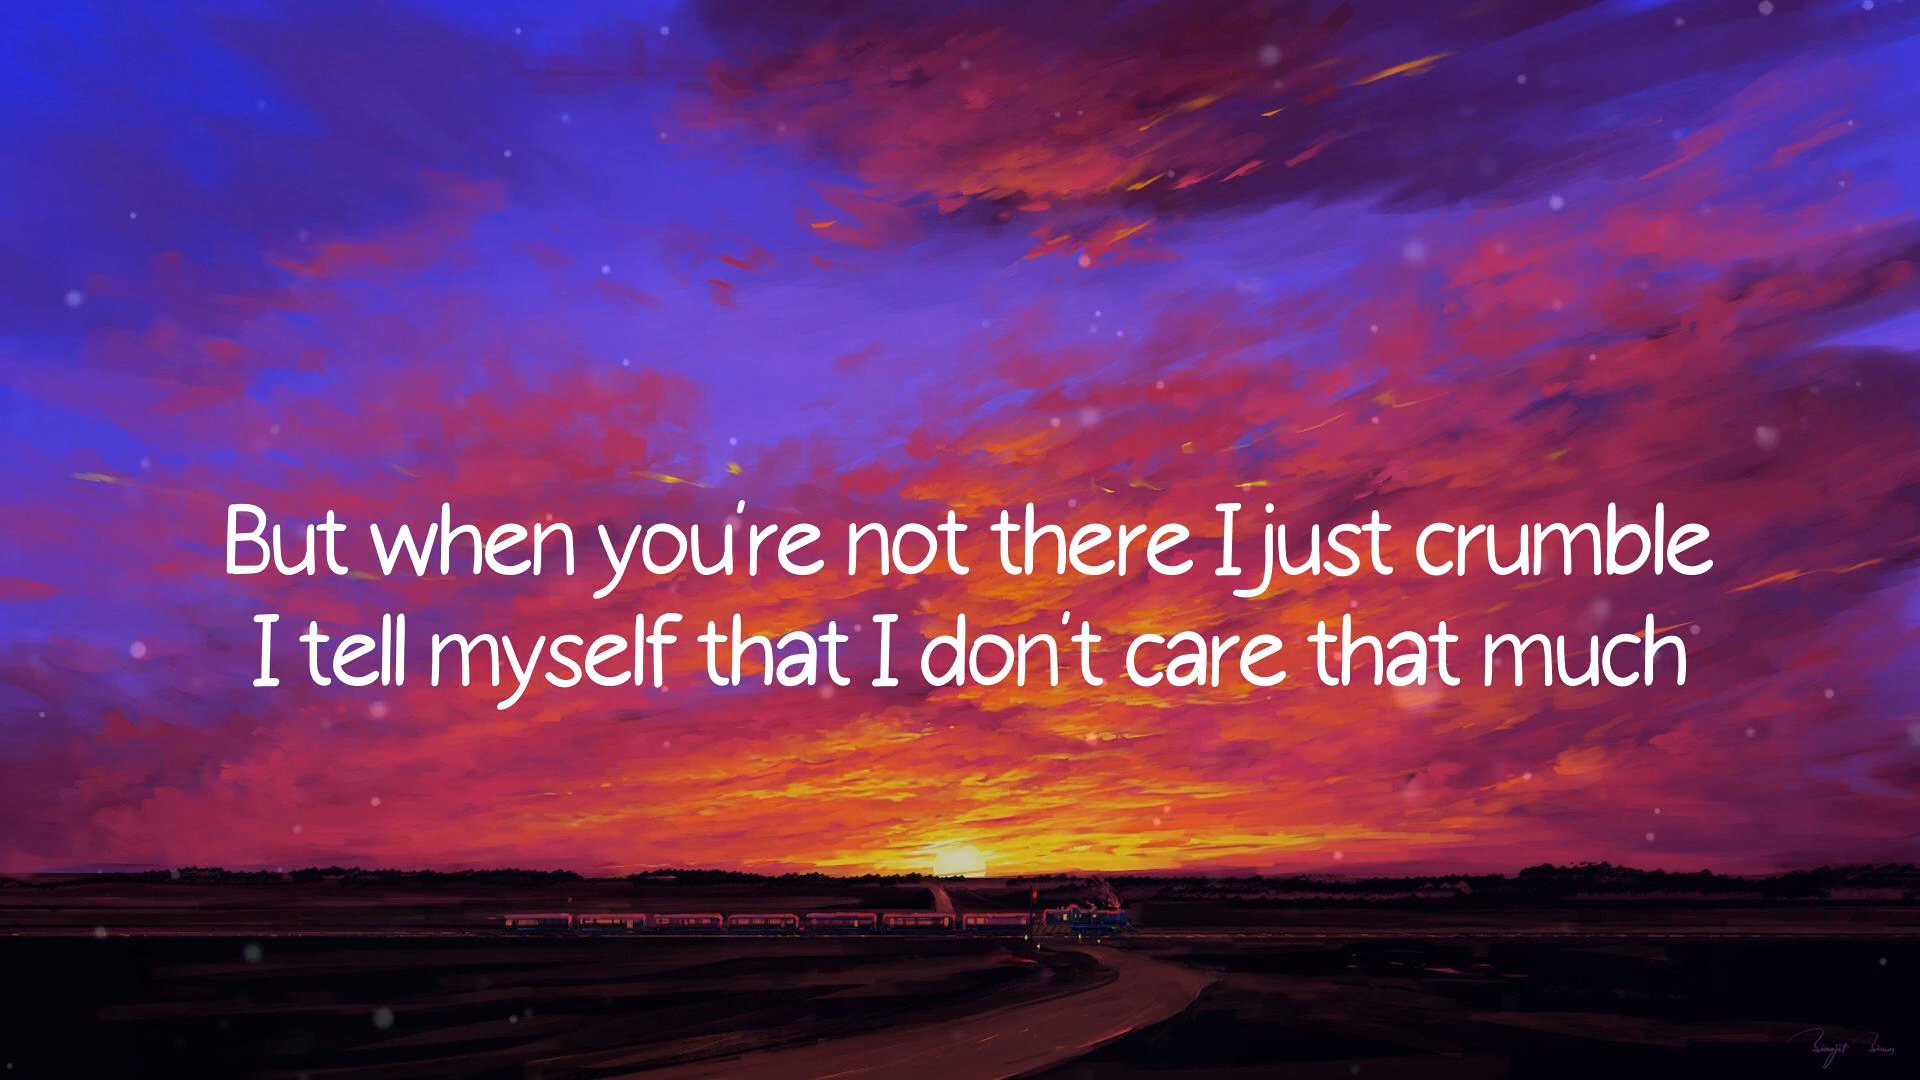 But when you're not there I just crumble
I tell myself that I don't care that much